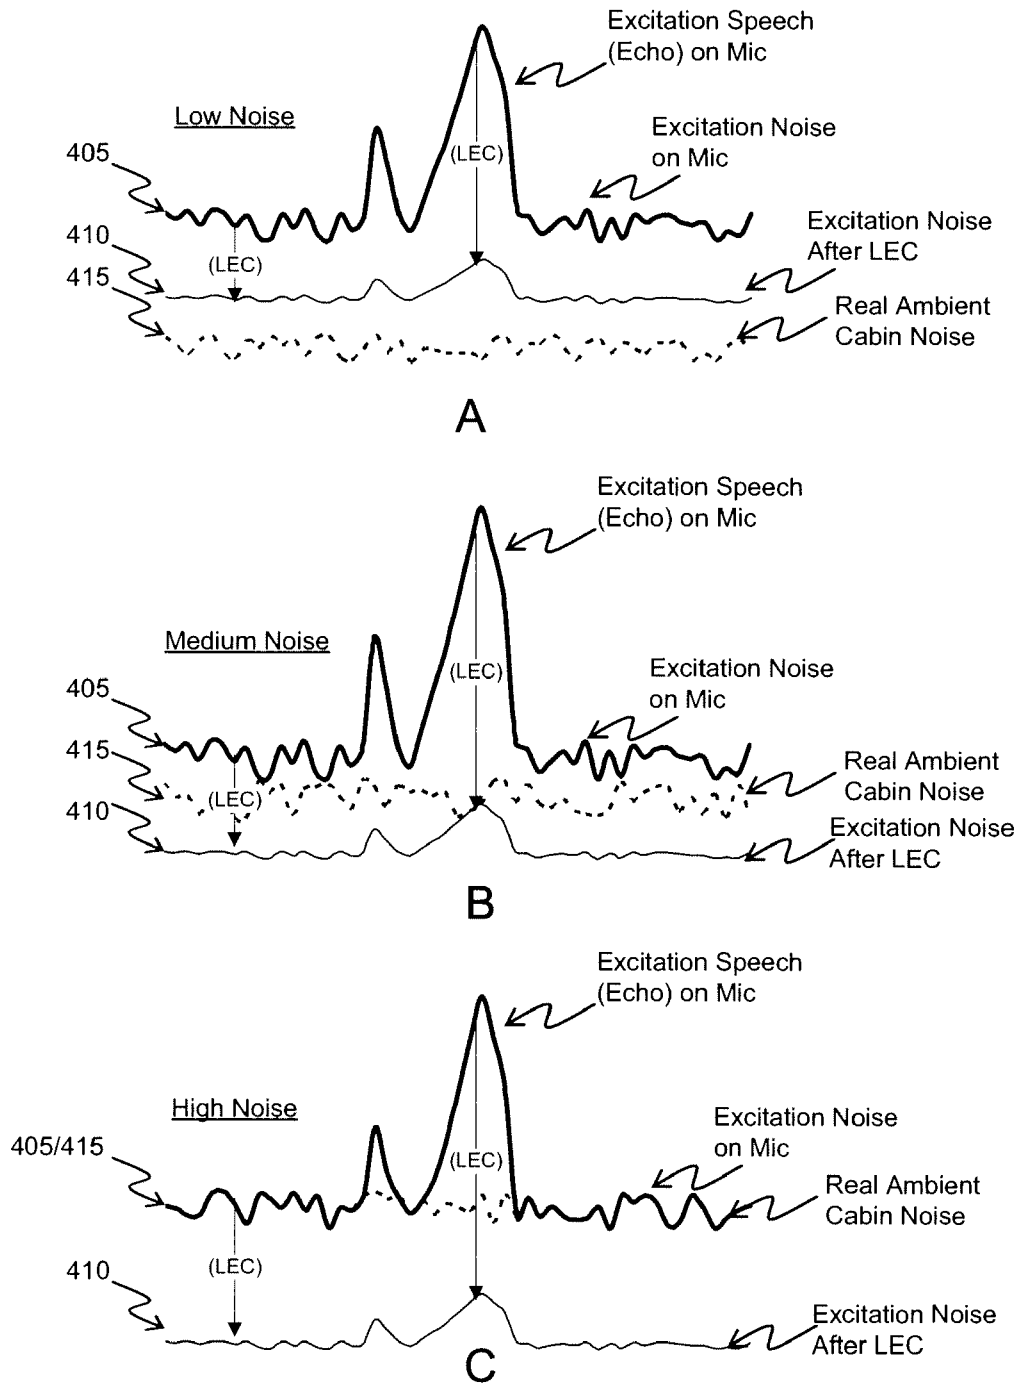 Excitation Speech
(Echo) on Mic
Low Noise
Excitation Noise
on Mic
405
(LEC)
Excitation Noise
After LEC
410
(LEC)
415
Real Ambient
Cabin Noise
A
Excitation Speech
(Echo) on Mic
Medium Noise
(LEC)
Excitation Noise
on Mic
405
415
Real Ambient
Cabin Noise
(LEC)
410
Excitation Noise
After LEC
B
Excitation Speech
(Echo) on Mic
High Noise
Excitation Noise
on Mic
405/415
(LEC)
Real Ambient
Cabin Noise
(LEC)
410
Excitation Noise
After LEC
C